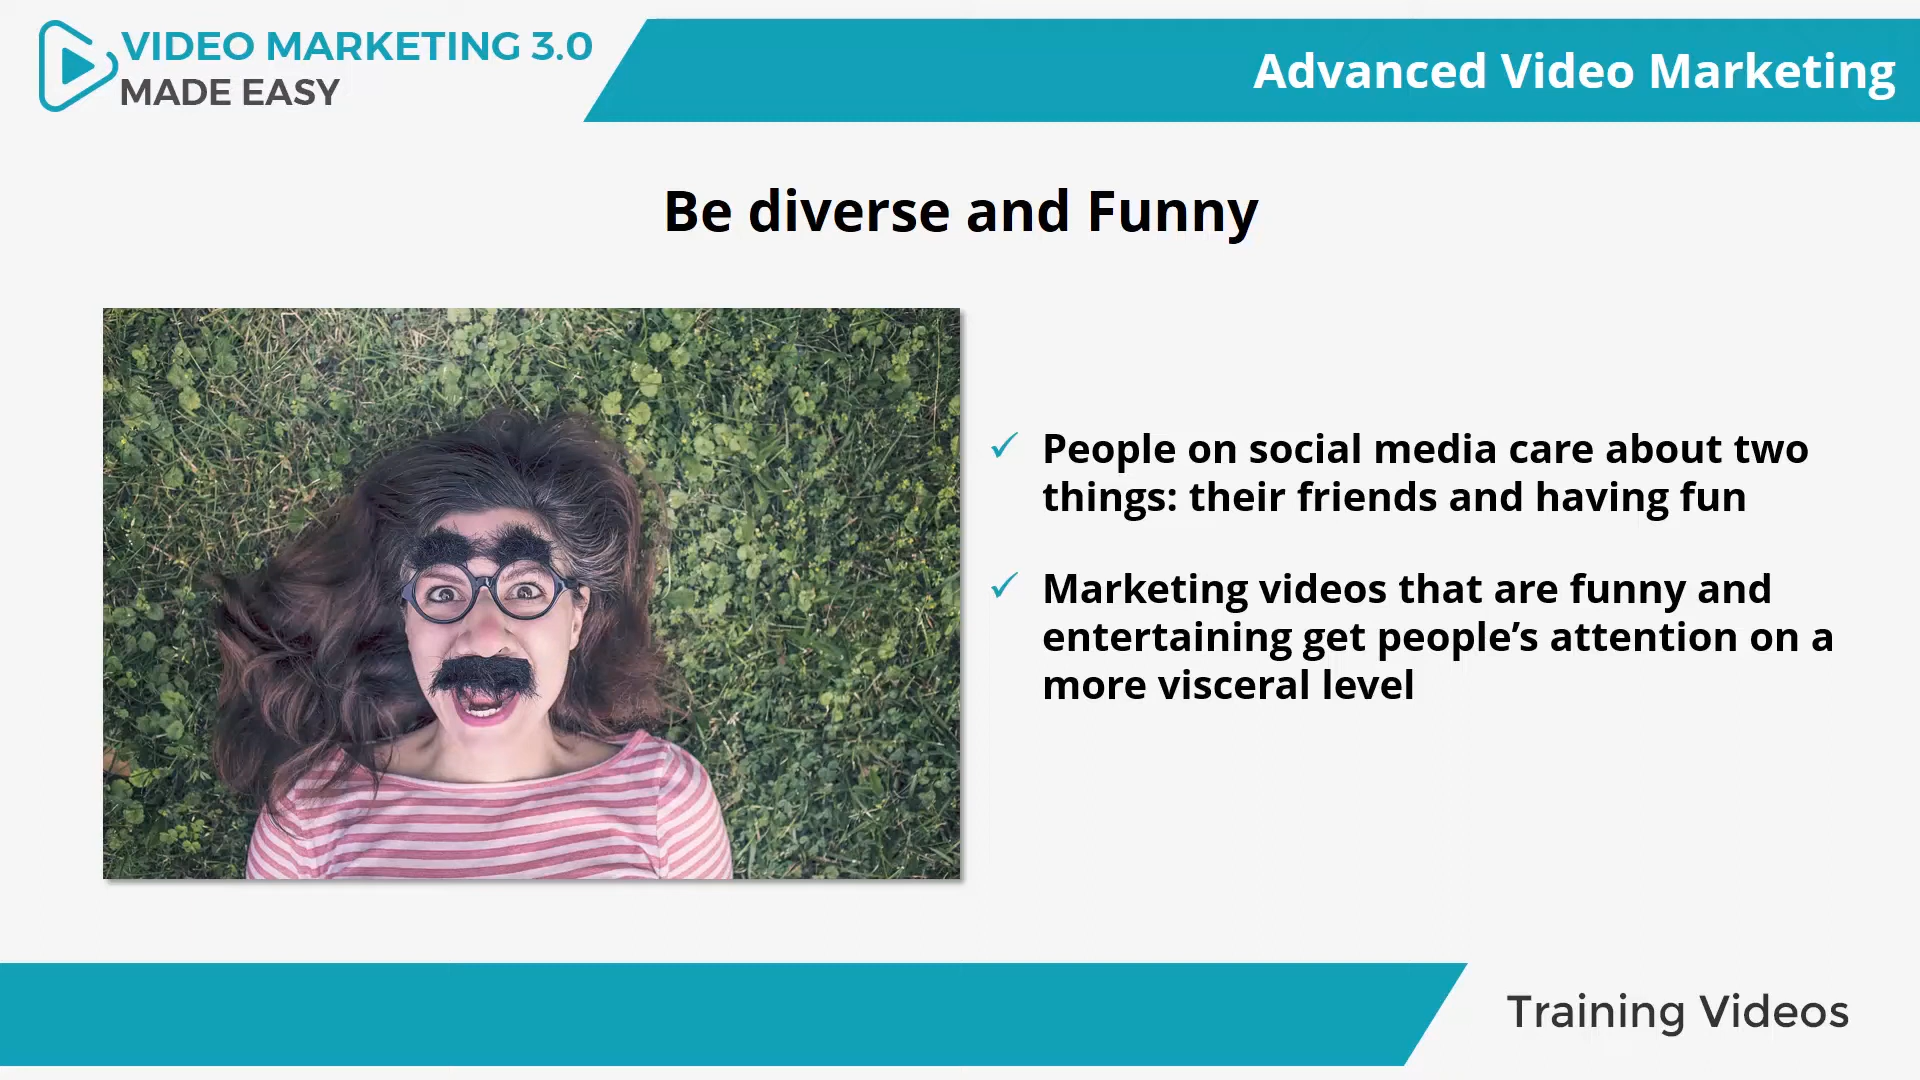 VIDEO MARKETING 3.0
MADE EASY
Advanced Video Marketing
Be diverse and Funny
✓ People on social media care about two
things: their friends and having fun
✓ Marketing videos that are funny and
entertaining get people’s attention on a
more visceral level
Training Videos